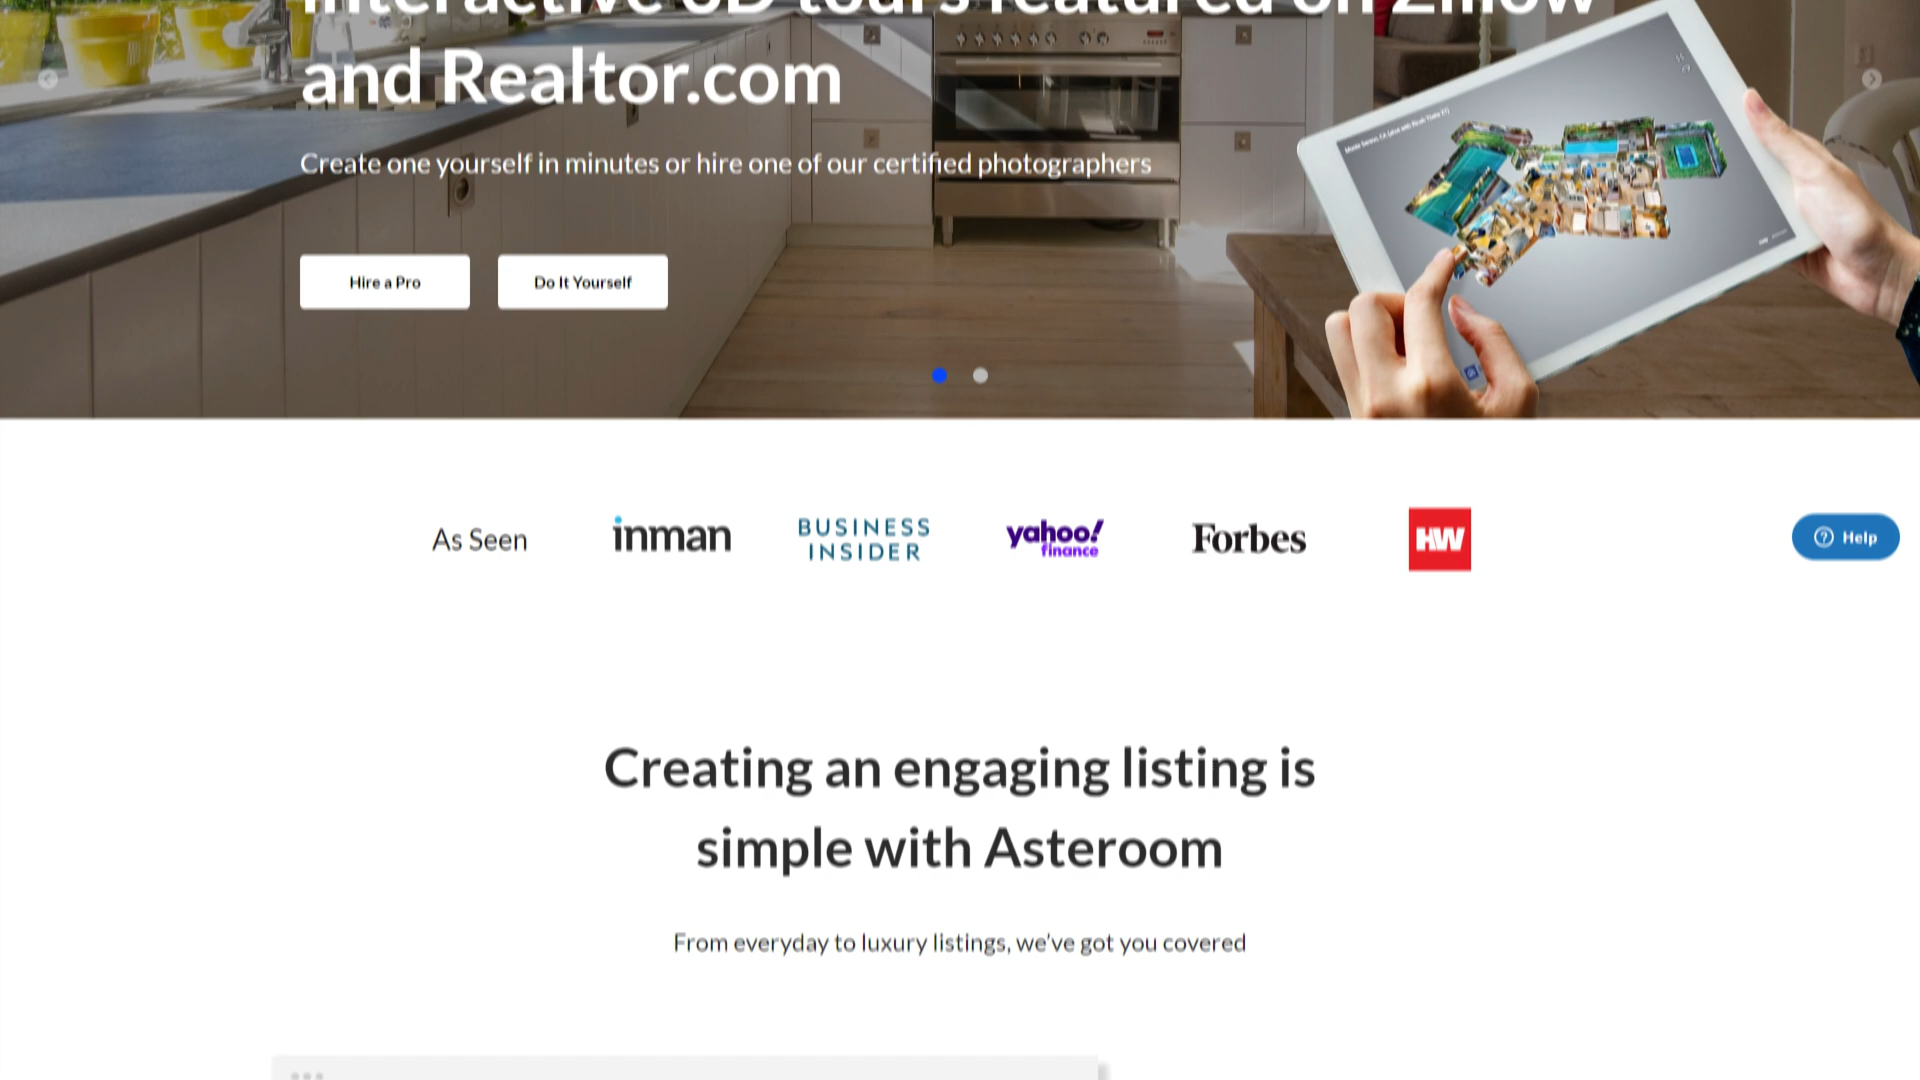 Interactive 3D tours featured on Zillow
and Realtor.com
Create one yourself in minutes or hire one of our certified photographers
Hire a Pro
Do It Yourself
As Seen
inman
BUSINESS
INSIDER
yahoo!
finance
Forbes
HW
Help
Creating an engaging listing is
simple with Asteroom
From everyday to luxury listings, we've got you covered